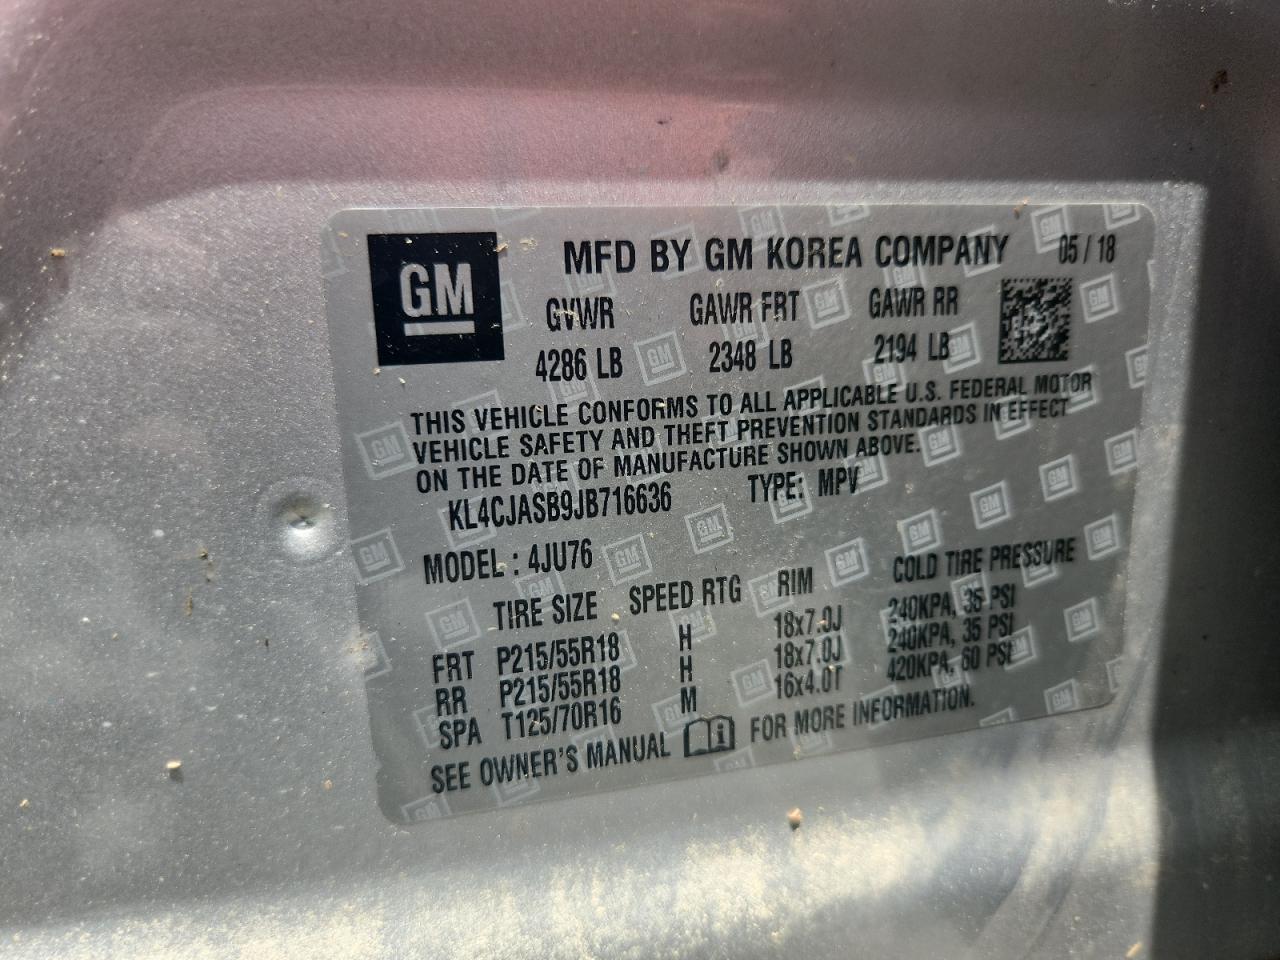 GM
MFD BY GM KOREA COMPANY 05 / 18
GVWR GAWR FRT GAWR RR
4286 LB 2348 LB 2194 LB
THIS VEHICLE CONFORMS TO ALL APPLICABLE U.S. FEDERAL MOTOR
VEHICLE SAFETY AND THEFT PREVENTION STANDARDS IN EFFECT
ON THE DATE OF MANUFACTURE SHOWN ABOVE.
KL4CJASB9JB716636 TYPE: MPV
MODEL : 4JU76
TIRE SIZE SPEED RTG RIM COLD TIRE PRESSURE
FRT P215/55R18 H 18x7.0J 240KPA, 35 PSI
RR P215/55R18 H 18x7.0J 240KPA, 35 PSI
SPA T125/70R16 M 16x4.0T 420KPA, 60 PSI
SEE OWNER'S MANUAL FOR MORE INFORMATION.